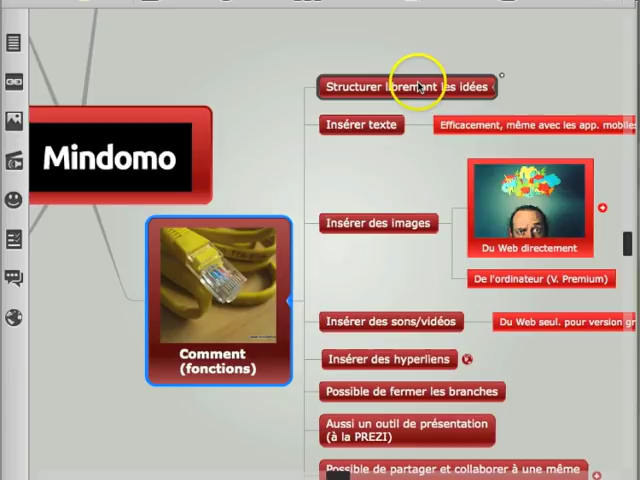 Structurer librement les idées
Insérer texte
Efficacement, même avec les app. mobiles
Mindomo
Insérer des images
Du Web directement
De l'ordinateur (V. Premium)
Insérer des sons/vidéos
Du Web seul. pour version
Comment
(fonctions)
Insérer des hyperliens
Possible de fermer les branches
Aussi un outil de présentation
(à la PREZI)
Possible de partager et collaborer à une même